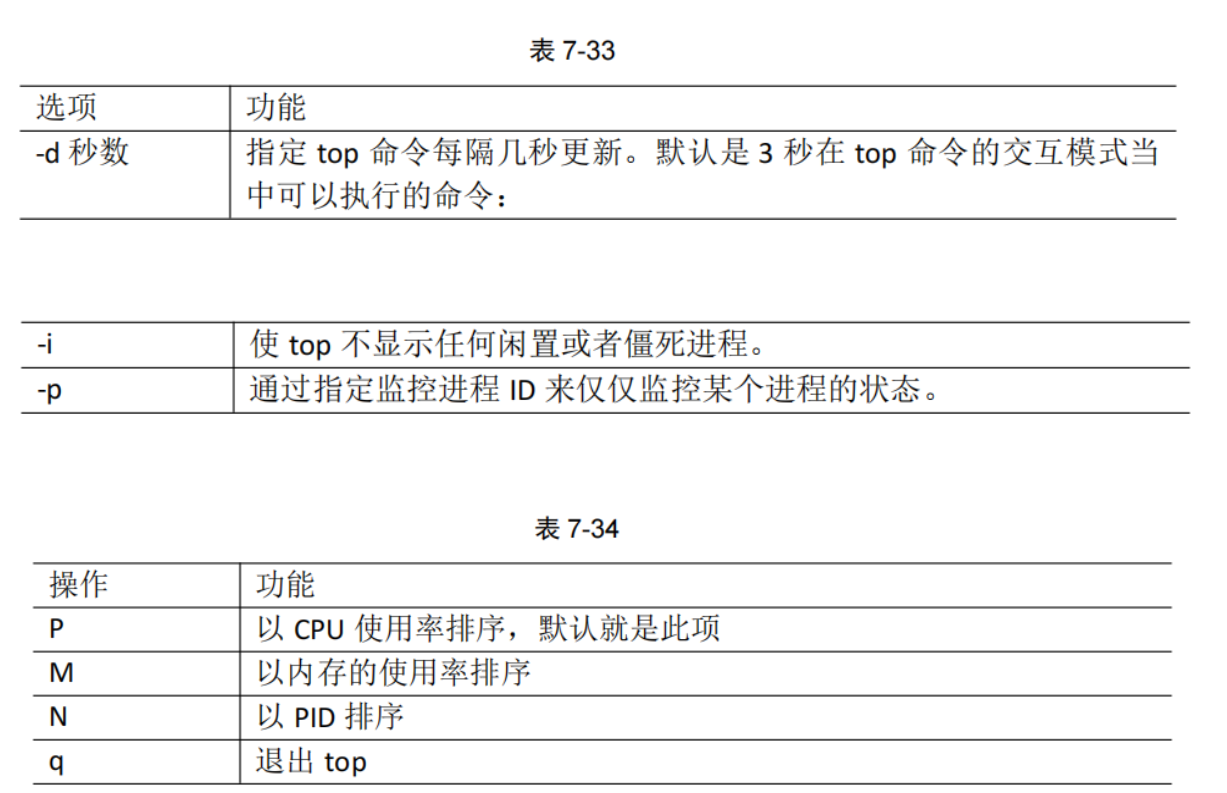 表 7-33
选项 功能
-d 秒数 指定 top 命令每隔几秒更新。默认是 3 秒在 top 命令的交互模式当
中可以执行的命令：
-i 使 top 不显示任何闲置或者僵死进程。
-p 通过指定监控进程 ID 来仅仅监控某个进程的状态。
表 7-34
操作 功能
P 以 CPU 使用率排序，默认就是此项
M 以内存的使用率排序
N 以 PID 排序
q 退出 top